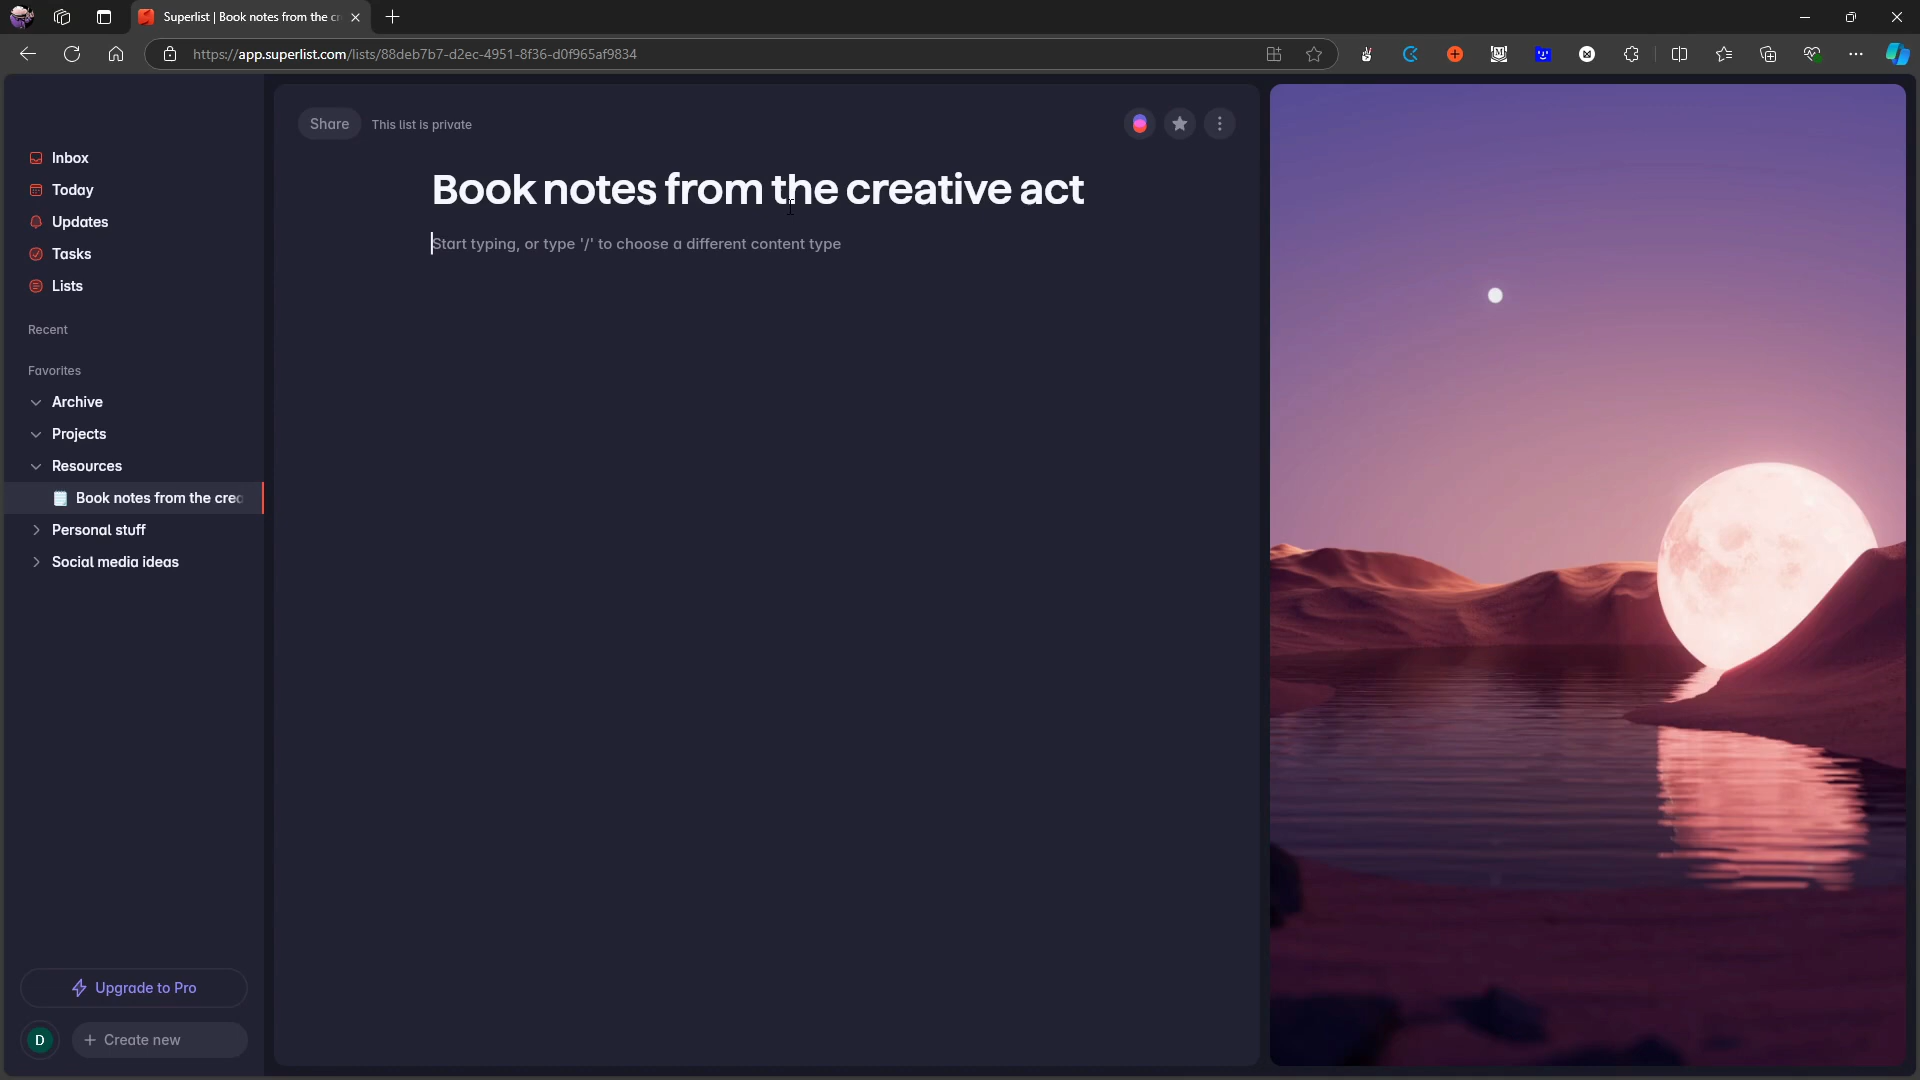 Superlist | Book notes from the cr
https://app.superlist.com/lists/88deb7b7-d2ec-4951-8f36-d0f965af9834
Share
This list is private
Inbox
Today
Updates
Tasks
Lists
Recent
Favorites
Archive
Projects
Resources
Book notes from the crea
Personal stuff
Social media ideas
Upgrade to Pro
D
Create new
Book notes from the creative act
Start typing, or type '/' to choose a different content type